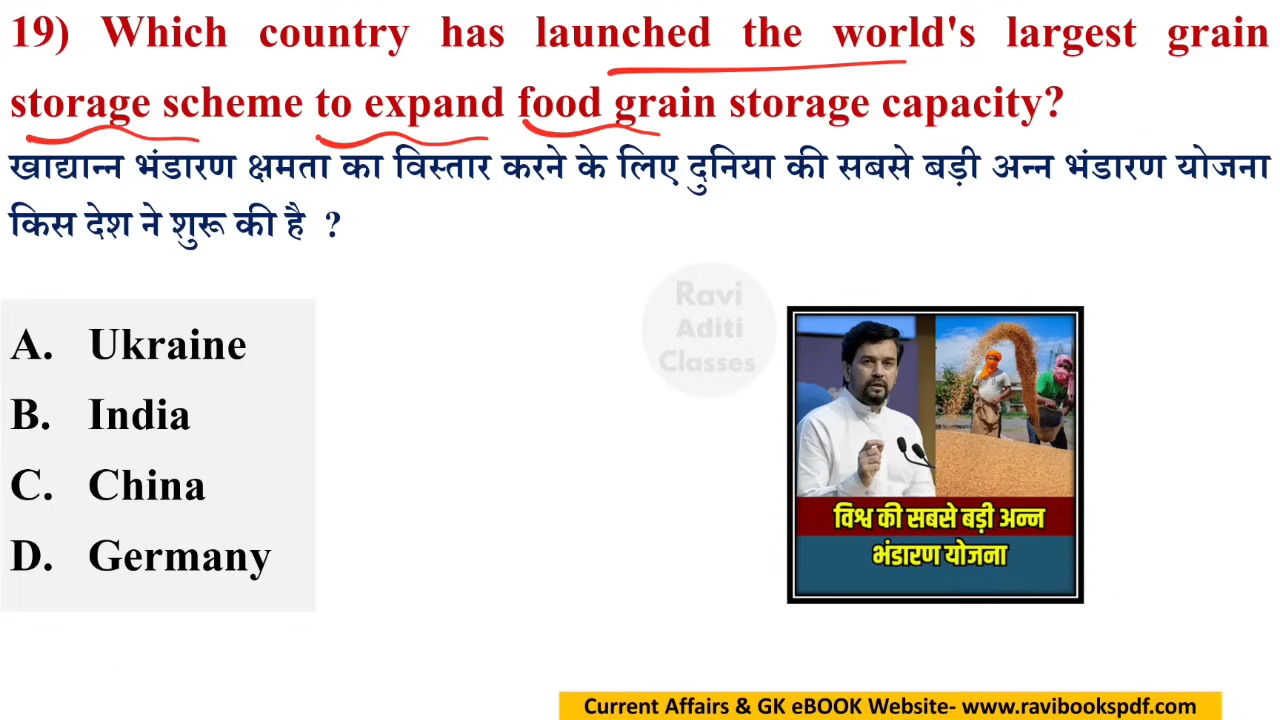 19) Which country has launched the world's largest grain
storage scheme to expand food grain storage capacity?
खाद्यान्न भंडारण क्षमता का विस्तार करने के लिए दुनिया की सबसे बड़ी अन्न भंडारण योजना
किस देश ने शुरू की है ?
A. Ukraine
B. India
C. China
D. Germany
Ravi
Aditi
Classes
विश्व की सबसे बड़ी अन्न
भंडारण योजना
Current Affairs & GK eBOOK Website- www.ravibookspdf.com